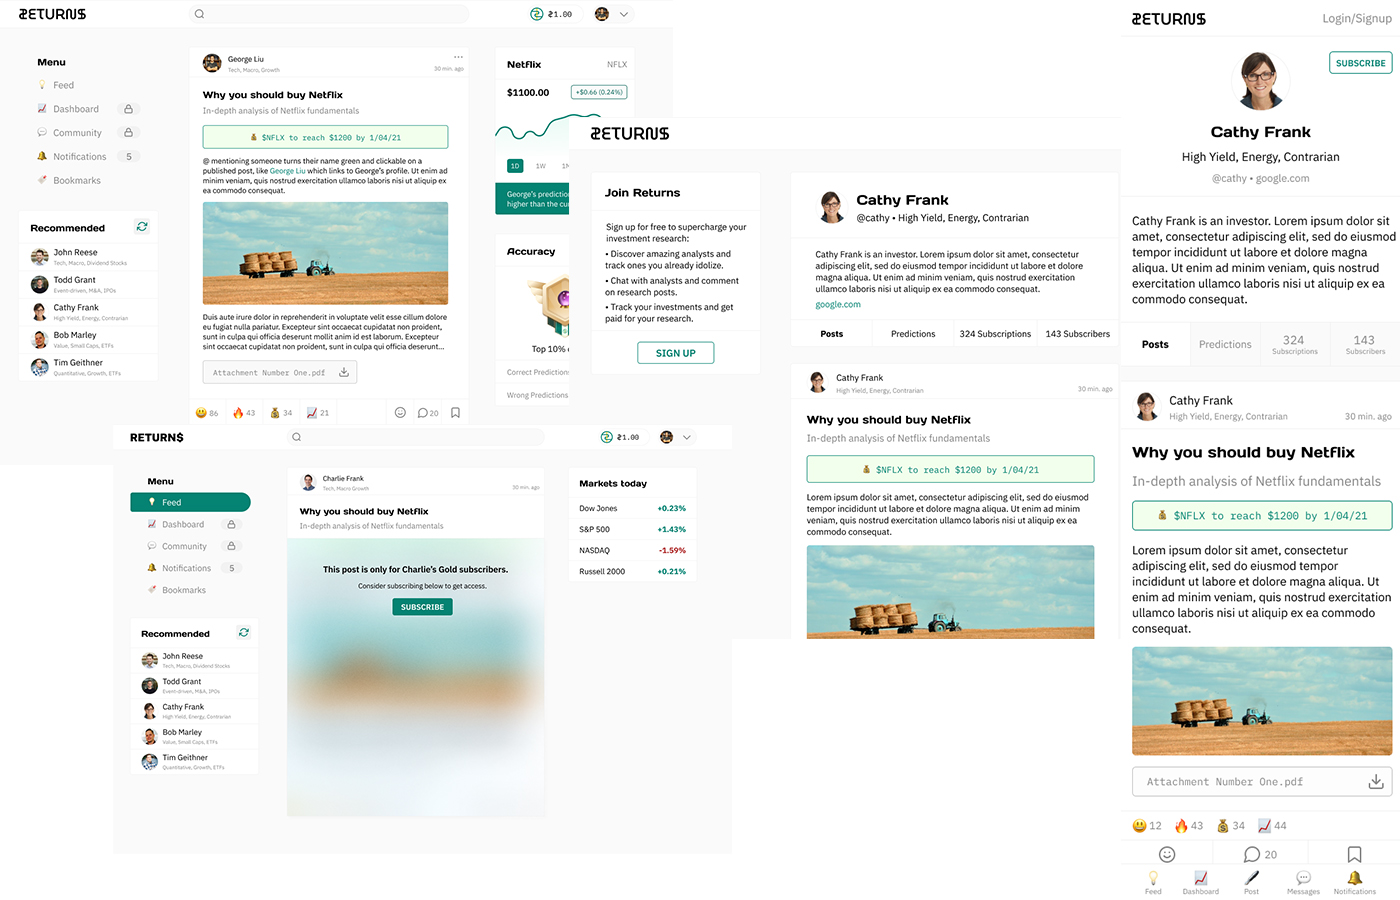 RETURN$
₴1.00
Menu
Feed
Dashboard
Community
Notifications 5
Bookmarks
Recommended
John Reese
Tech, Macro, Dividend Stocks
Todd Grant
Event-driven, M&A, IPOs
Cathy Frank
High Yield, Energy, Contrarian
Bob Marley
Value, Small Caps, ETFs
Tim Geithner
Quantitative, Growth, ETFs
George Liu
Tech, Macro, Growth
30 min. ago
Why you should buy Netflix
In-depth analysis of Netflix fundamentals
$NFLX to reach $1200 by 1/04/21
@ mentioning someone turns their name green and clickable on a
published post, like George Liu which links to George's profile. Ut enim ad
minim veniam, quis nostrud exercitation ullamco laboris nisi ut aliquip ex
ea commodo consequat.
Duis aute irure dolor in reprehenderit in voluptate velit esse cillum dolore
eu fugiat nulla pariatur. Excepteur sint occaecat cupidatat non proident,
sunt in culpa qui officia deserunt mollit anim id est laborum. Excepteur
sint occaecat cupidatat non proident, sunt in culpa qui officia deserunt...
Attachment Number One.pdf
86 43 34 21 20
Netflix NFLX
$1100.00 +$0.66 (0.24%)
1D 1W 1M
George's predictio
higher than the cu
Accuracy
Top 10%
Correct Predictions
Wrong Predictions
RETURN$
Join Returns
Sign up for free to supercharge your
investment research:
• Discover amazing analysts and
track ones you already idolize.
• Chat with analysts and comment
on research posts.
• Track your investments and get
paid for your research.
SIGN UP
Cathy Frank
@cathy • High Yield, Energy, Contrarian
Cathy Frank is an investor. Lorem ipsum dolor sit amet, consectetur
adipiscing elit, sed do eiusmod tempor incididunt ut labore et dolore
magna aliqua. Ut enim ad minim veniam, quis nostrud exercitation
ullamco laboris nisi ut aliquip ex ea commodo consequat.
google.com
Posts Predictions 324 Subscriptions 143 Subscribers
Cathy Frank
High Yield, Energy, Contrarian
30 min. ago
Why you should buy Netflix
In-depth analysis of Netflix fundamentals
$NFLX to reach $1200 by 1/04/21
Lorem ipsum dolor sit amet, consectetur adipiscing elit, sed do eiusmod
tempor incididunt ut labore et dolore magna aliqua. Ut enim ad minim
veniam, quis nostrud exercitation ullamco laboris nisi ut aliquip ex ea
commodo consequat.
RETURN$
₴1.00
Menu
Feed
Dashboard
Community
Notifications 5
Bookmarks
Recommended
John Reese
Tech, Macro, Dividend Stocks
Todd Grant
Event-driven, M&A, IPOs
Cathy Frank
High Yield, Energy, Contrarian
Bob Marley
Value, Small Caps, ETFs
Tim Geithner
Quantitative, Growth, ETFs
Charlie Frank
Tech, Macro Growth
30 min. ago
Why you should buy Netflix
In-depth analysis of Netflix fundamentals
This post is only for Charlie's Gold subscribers.
Consider subscribing below to get access.
SUBSCRIBE
Markets today
Dow Jones +0.23%
S&P 500 +1.43%
NASDAQ -1.59%
Russell 2000 +0.21%
RETURN$ Login/Signup
SUBSCRIBE
Cathy Frank
High Yield, Energy, Contrarian
@cathy • google.com
Cathy Frank is an investor. Lorem ipsum dolor sit
amet, consectetur adipiscing elit, sed do eiusmod
tempor incididunt ut labore et dolore magna
aliqua. Ut enim ad minim veniam, quis nostrud
exercitation ullamco laboris nisi ut aliquip ex ea
commodo consequat.
Posts Predictions 324 Subscriptions 143 Subscribers
Cathy Frank
High Yield, Energy, Contrarian
30 min. ago
Why you should buy Netflix
In-depth analysis of Netflix fundamentals
$NFLX to reach $1200 by 1/04/21
Lorem ipsum dolor sit amet, consectetur
adipiscing elit, sed do eiusmod tempor
incididunt ut labore et dolore magna aliqua. Ut
enim ad minim veniam, quis nostrud exercitation
ullamco laboris nisi ut aliquip ex ea commodo
consequat.
Attachment Number One.pdf
12 43 34 44
20
Feed Dashboard Post Messages Notifications